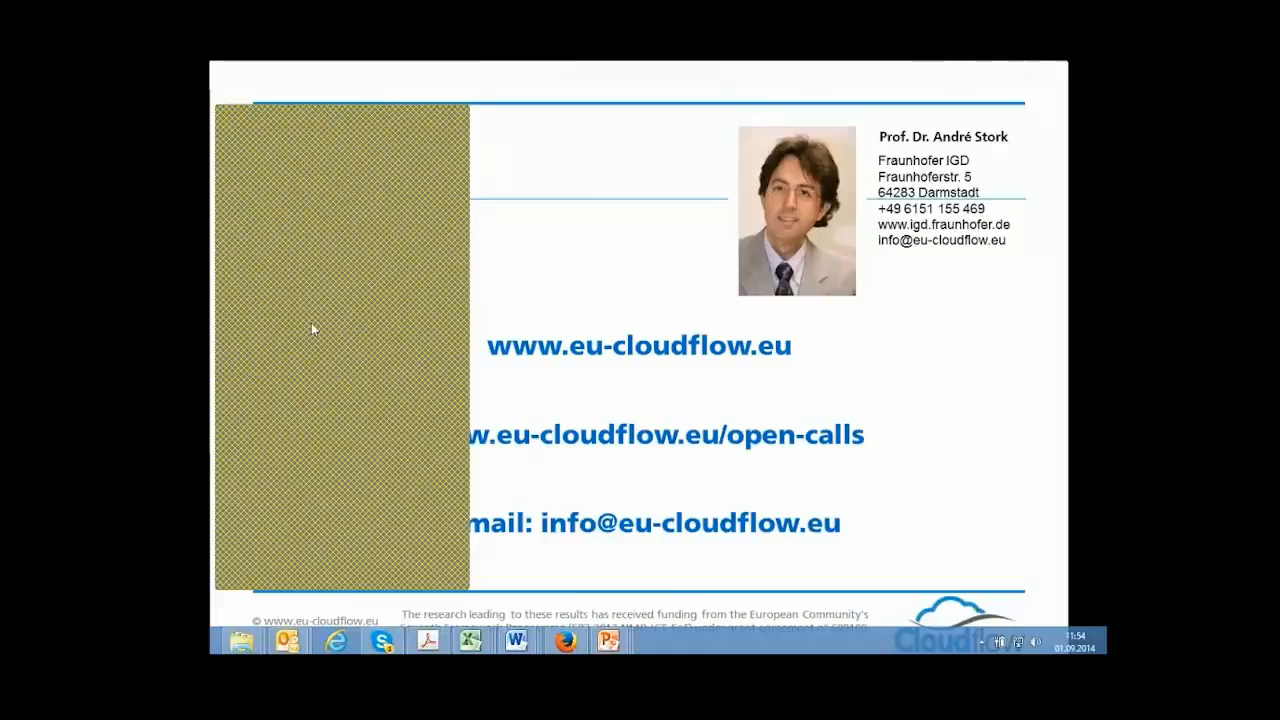 Prof. Dr. André Stork
Fraunhofer IGD
Fraunhoferstr. 5
64283 Darmstadt
+49 6151 155 469
www.igd.fraunhofer.de
info@eu-cloudflow.eu
www.eu-cloudflow.eu
w.eu-cloudflow.eu/open-calls
mail: info@eu-cloudflow.eu
The research leading to these results has received funding from the European Community's
© www.eu-cloudflow.eu
Cloudflow
11:54
01.09.2014